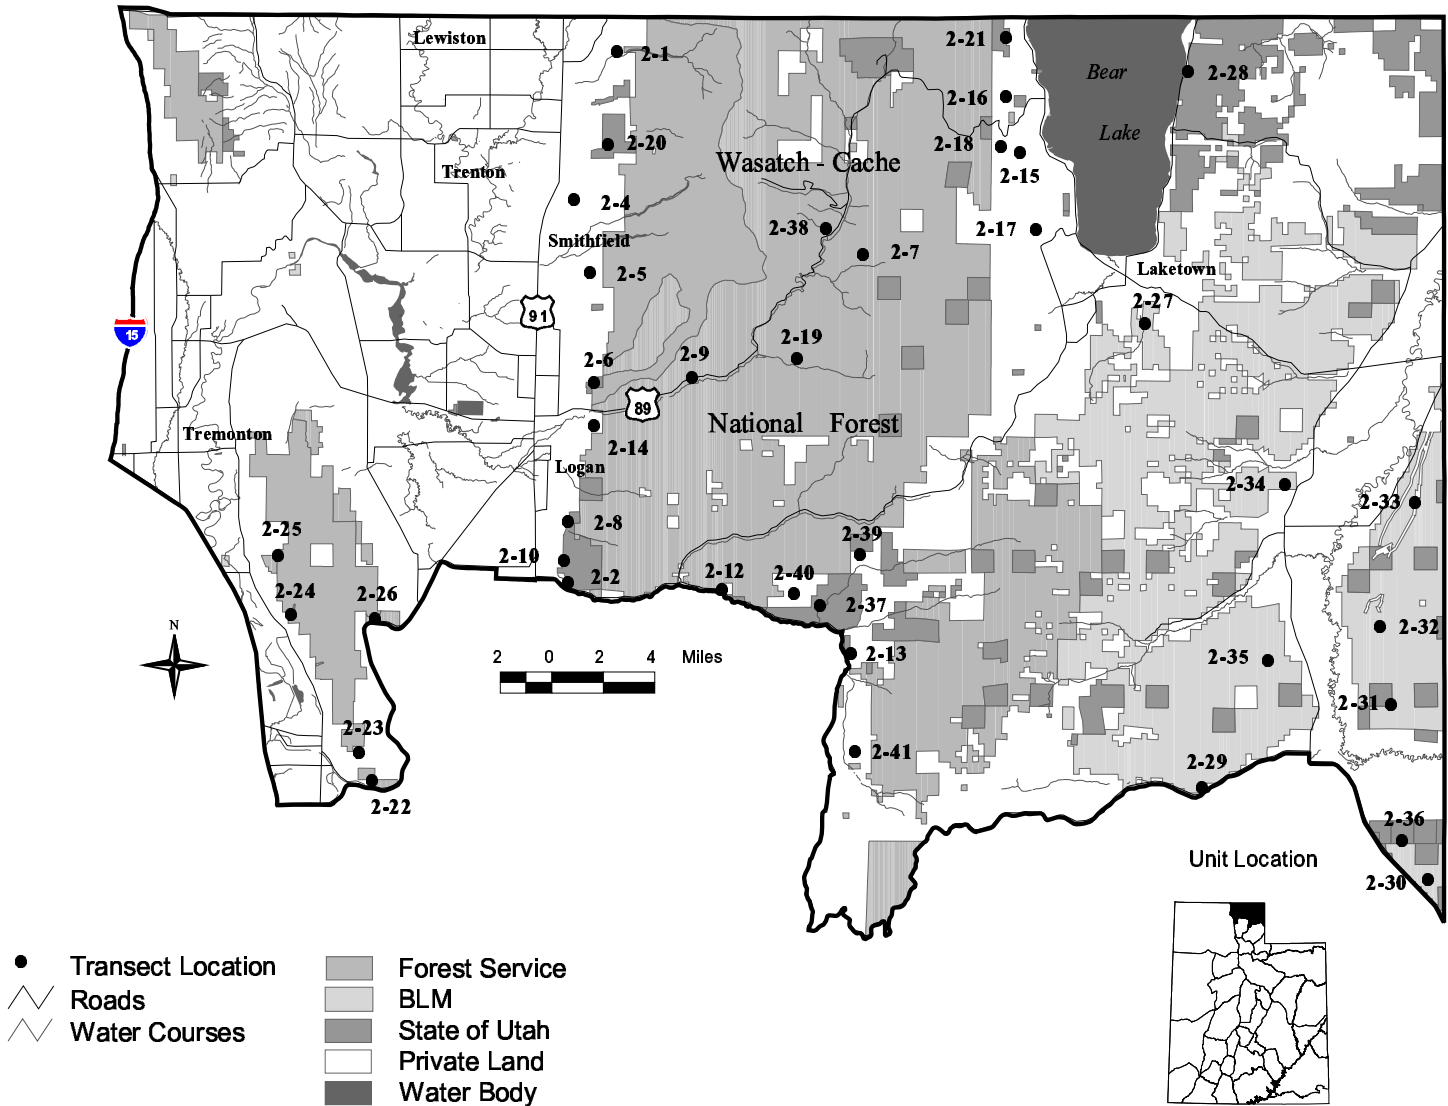 Lewiston
2-1
2-21
Bear
2-28
2-16
Lake
2-20
2-18
Wasatch - Cache
Trenton
2-15
2-4
2-38
2-17
Smithfield
2-7
2-5
Laketown
2-27
91
15
2-19
2-6
2-9
89
National Forest
Tremonton
2-14
Logan
2-34
2-33
2-8
2-25
2-39
2-10
2-2
2-12
2-40
2-24
2-26
2-37
N
2-32
2 0 2 4 Miles
2-13
2-35
2-31
2-23
2-41
2-29
2-22
2-36
Unit Location
2-30
Transect Location
Roads
Water Courses
Forest Service
BLM
State of Utah
Private Land
Water Body